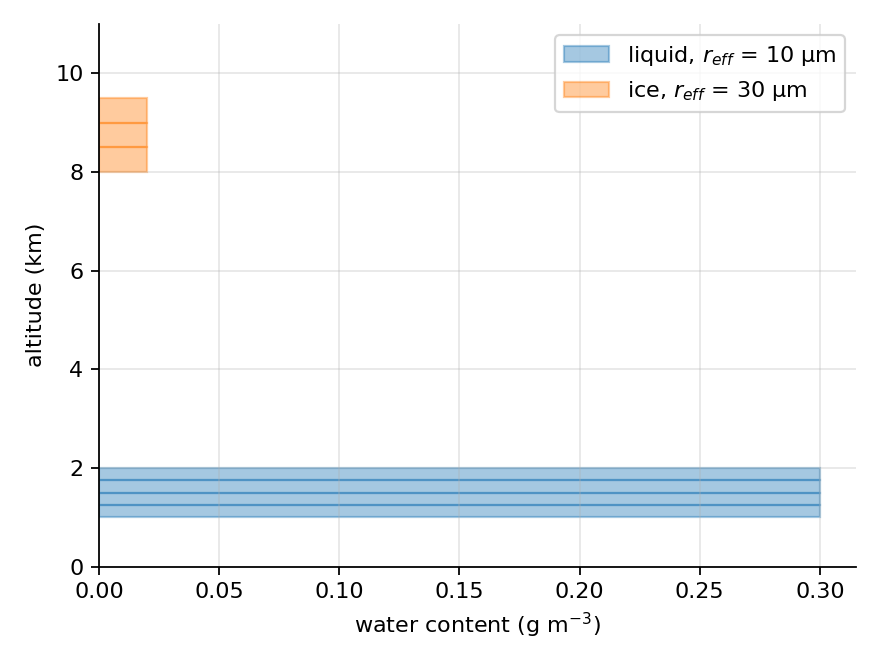 liquid, r_eff = 10 µm
ice, r_eff = 30 µm
10
8
6
4
2
0
altitude (km)
0.00 0.05 0.10 0.15 0.20 0.25 0.30
water content (g m⁻³)